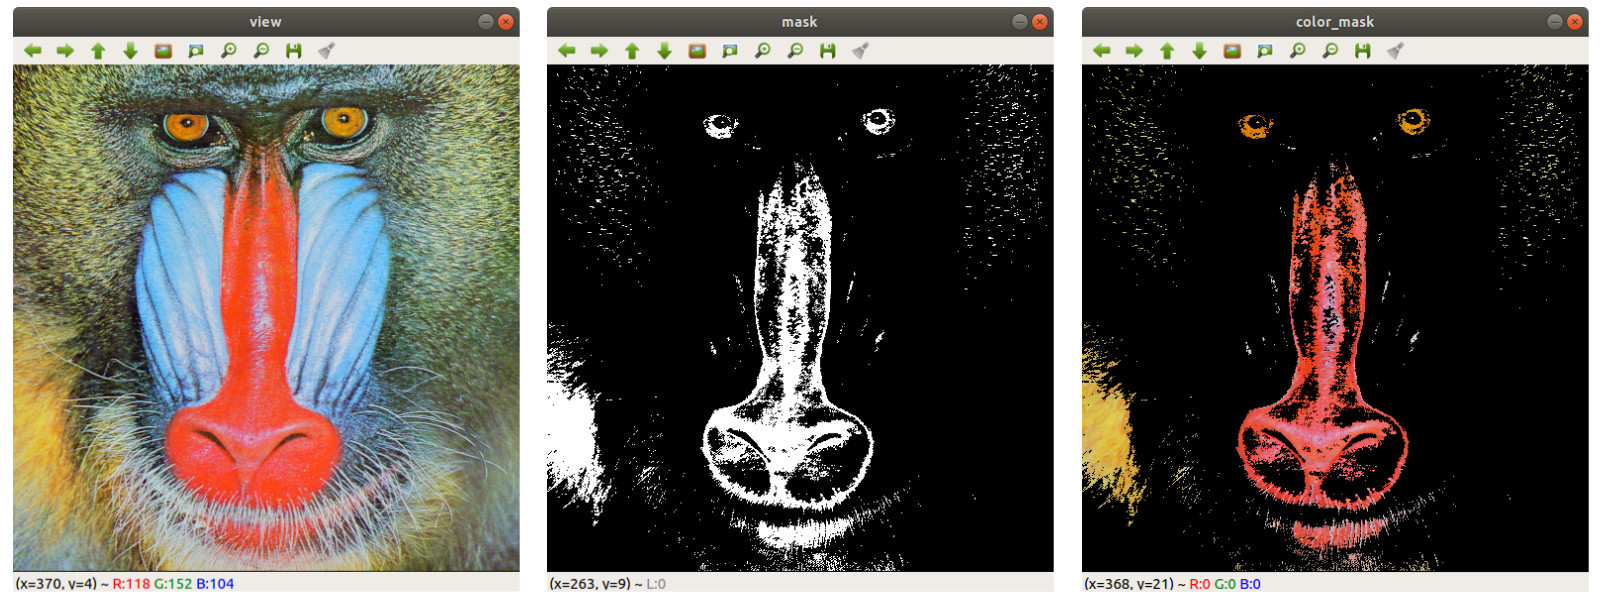 view
mask
color_mask
(x=370, y=4) ~ R:118 G:152 B:104
(x=263, y=9) ~ L:0
(x=368, y=21) ~ R:0 G:0 B:0